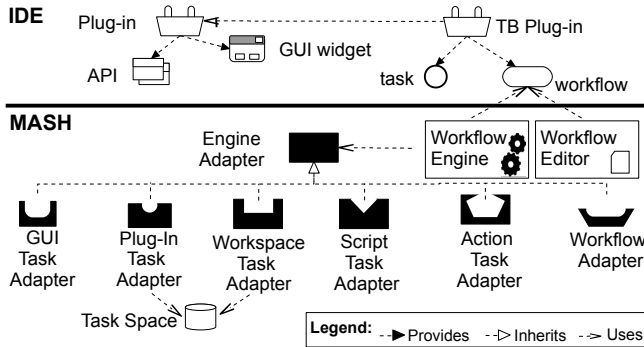 IDE
Plug-in
TB Plug-in
GUI widget
API
task
workflow
MASH
Engine
Adapter
Workflow
Engine
Workflow
Editor
GUI
Task
Adapter
Plug-In
Task
Adapter
Workspace
Task
Adapter
Script
Task
Adapter
Action
Task
Adapter
Workflow
Adapter
Task Space
Legend: Provides Inherits Uses